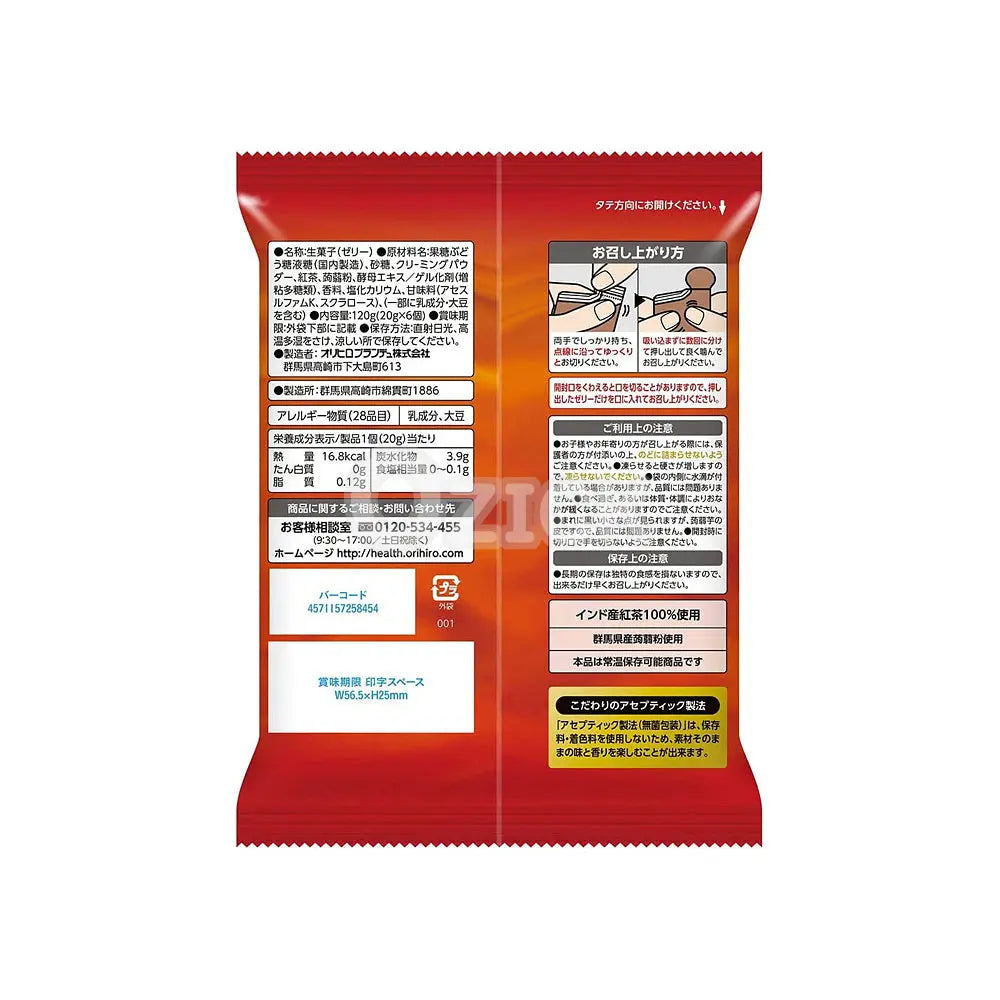 タテ方向にお開けください。
●名称:生菓子(ゼリー) ●原材料名:果糖ぶど
う糖液糖(国内製造)、砂糖、クリーミングパウ
ダー、紅茶、蒟蒻粉、酵母エキス/ゲル化剤(増
粘多糖類)、香料、塩化カリウム、甘味料(アセス
ルファムK、スクラロース)、(一部に乳成分・大豆
を含む) ●内容量:120g(20g×6個) ●賞味期
限:外袋下部に記載 ●保存方法:直射日光、高
温多湿をさけ、涼しい所で保存してください。
●製造者:オリヒロプランデュ株式会社
群馬県高崎市下大島町613
●製造所:群馬県高崎市綿貫町1886
アレルギー物質(28品目) 乳成分、大豆
栄養成分表示/製品1個(20g)当たり
熱 量 16.8kcal 炭水化物 3.9g
たん白質 0g 食塩相当量 0〜0.1g
脂 質 0.12g
商品に関するご相談・お問い合わせ先
お客様相談室 0120-534-455
(9:30〜17:00/土日祝除く)
ホームページ http://health.orihiro.com
バーコード
4571157258454
プラ
外袋
001
賞味期限 印字スペース
W56.5×H25mm
お召し上がり方
両手でしっかり持ち、
点線に沿ってゆっくり
とお切りください。
吸い込まずに数回に分け
て押し出して良く噛んで
お召し上がりください。
開封口をくわえると口を切ることがありますので、押し
出したゼリーだけを口に入れてお召し上がりください。
ご利用上の注意
●お子様やお年寄りの方が召し上がる際には、保
護者の方が付添いの上、のどに詰まらせないよう
ご注意ください。●凍らせると硬さが増しますの
で、凍らせないでください。●袋の内側に水滴が付
着している場合がありますが、品質には問題ありま
せん。●食べ過ぎ、あるいは体質・体調によりおな
かが緩くなることがありますのでご注意ください。
●まれに黒い小さな点が見られますが、蒟蒻芋の
皮ですので、品質には問題ありません。●開封時に
切り口で手を切らないようご注意ください。
保存上の注意
●長期の保存は独特の食感を損ないますので、
出来るだけ早くお召し上がりください。
インド産紅茶100%使用
群馬県産蒟蒻粉使用
本品は常温保存可能商品です
こだわりのアセプティック製法
「アセプティック製法(無菌包装)」は、保存
料・着色料を使用しないため、素材そのま
まの味と香りを楽しむことが出来ます。